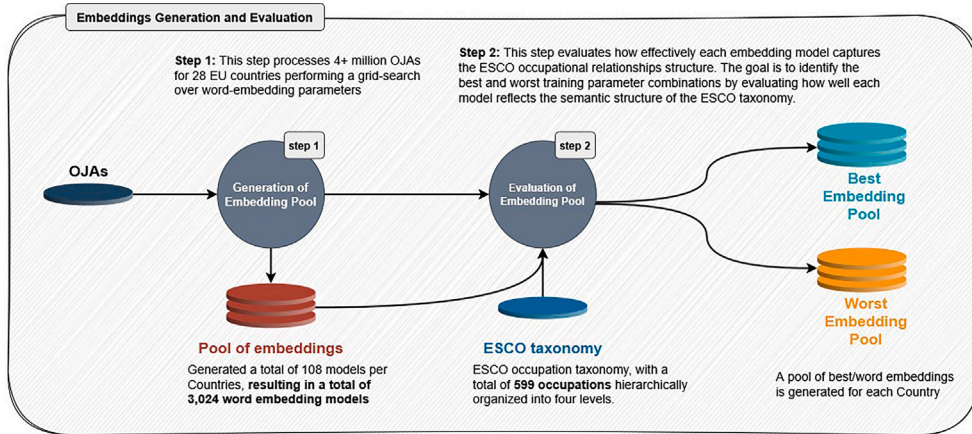 Embeddings Generation and Evaluation
Step 1: This step processes 4+ million OJAs
for 28 EU countries performing a grid-search
over word-embedding parameters
Step 2: This step evaluates how effectively each embedding model captures
the ESCO occupational relationships structure. The goal is to identify the
best and worst training parameter combinations by evaluating how well each
model reflects the semantic structure of the ESCO taxonomy.
step 1
step 2
OJAs
Generation of
Embedding Pool
Evaluation of
Embedding Pool
Best
Embedding
Pool
Worst
Embedding
Pool
Pool of embeddings
Generated a total of 108 models per
Countries, resulting in a total of
3,024 word embedding models
ESCO taxonomy
ESCO occupation taxonomy, with a
total of 599 occupations hierarchically
organized into four levels.
A pool of best/word embeddings
is generated for each Country